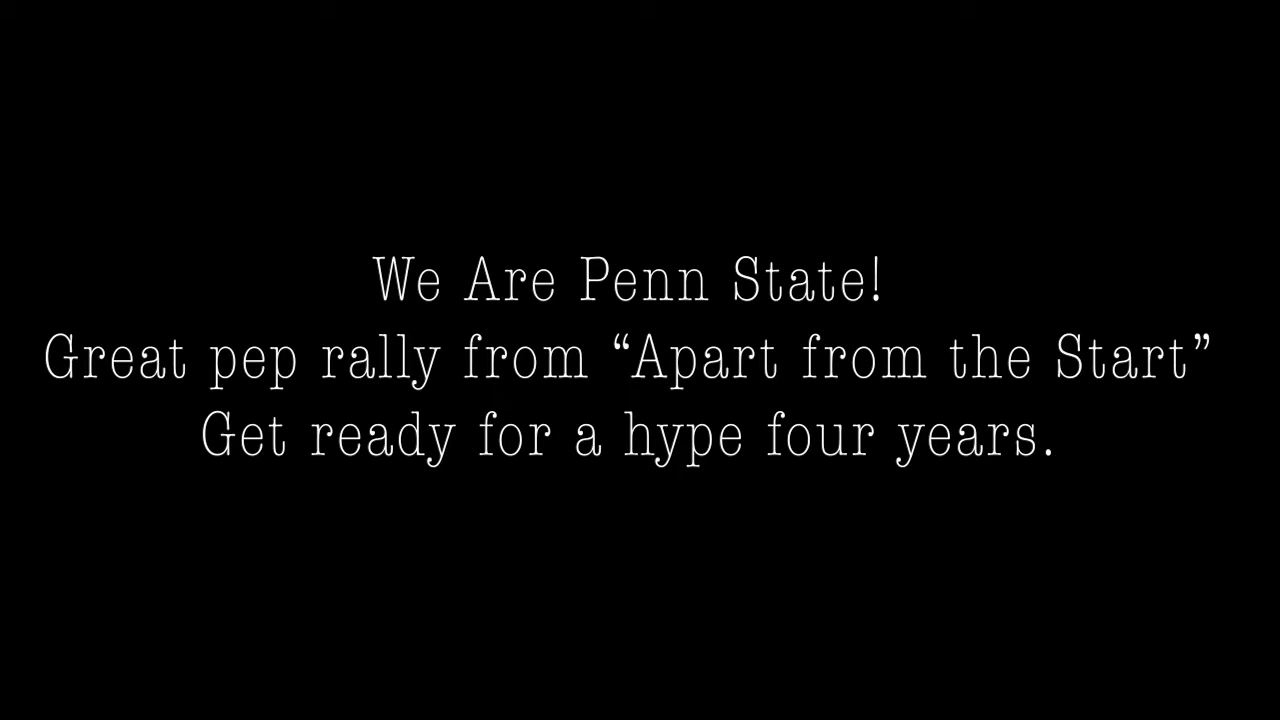 We Are Penn State!
Great pep rally from “Apart from the Start”
Get ready for a hype four years.